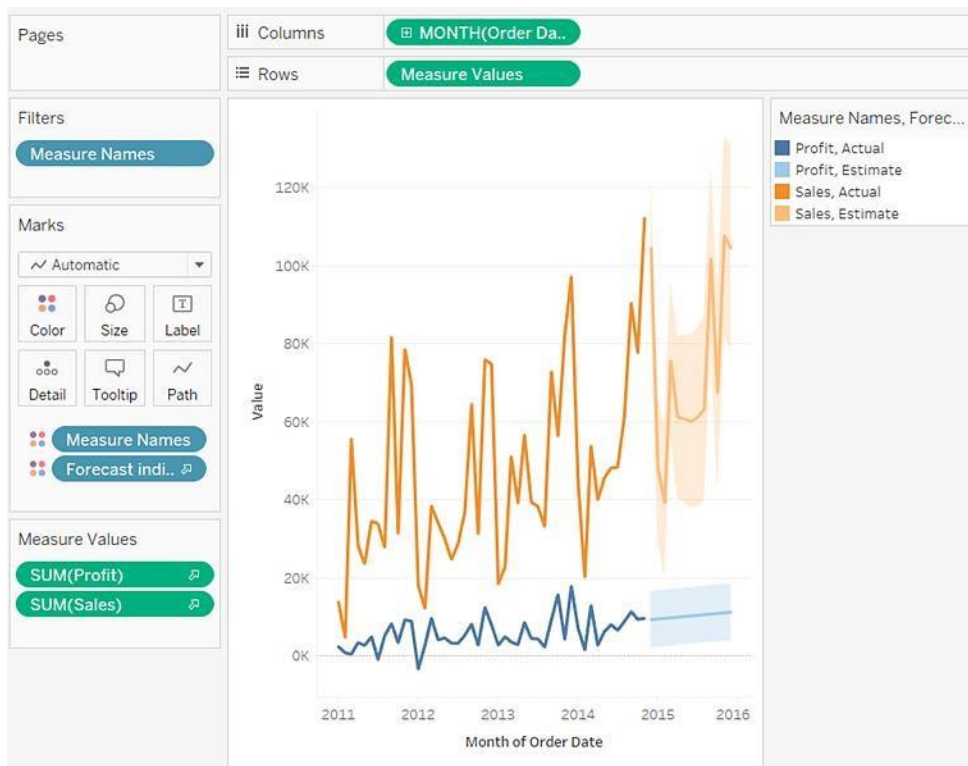 Pages
Columns
MONTH(Order Da..
Rows
Measure Values
Filters
Measure Names
Marks
Automatic
Color
Size
T
Label
Detail
Tooltip
Path
Measure Names
Forecast indi..
Measure Values
SUM(Profit)
SUM(Sales)
120K
100K
80K
60K
40K
20K
0K
Value
2011
2012
2013
2014
2015
2016
Month of Order Date
Measure Names, Forec...
Profit, Actual
Profit, Estimate
Sales, Actual
Sales, Estimate